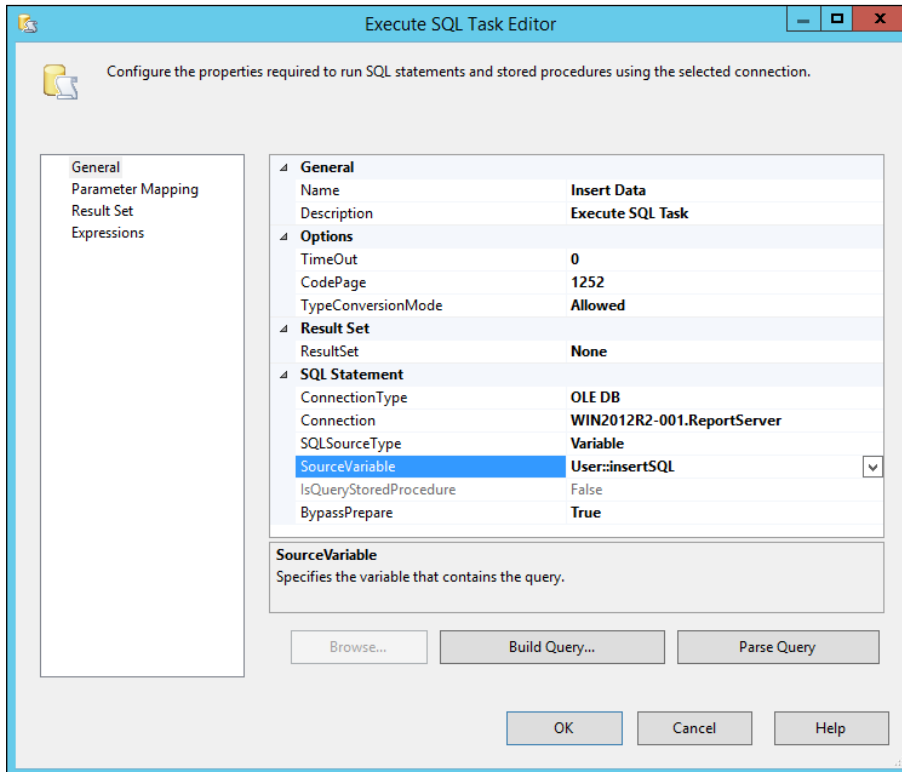 Execute SQL Task Editor
Configure the properties required to run SQL statements and stored procedures using the selected connection.
General
Parameter Mapping
Result Set
Expressions
General
Name Insert Data
Description Execute SQL Task
Options
TimeOut 0
CodePage 1252
TypeConversionMode Allowed
Result Set
ResultSet None
SQL Statement
ConnectionType OLE DB
Connection WIN2012R2-001.ReportServer
SQLSourceType Variable
SourceVariable User::insertSQL
IsQueryStoredProcedure False
BypassPrepare True
SourceVariable
Specifies the variable that contains the query.
Browse... Build Query... Parse Query
OK Cancel Help